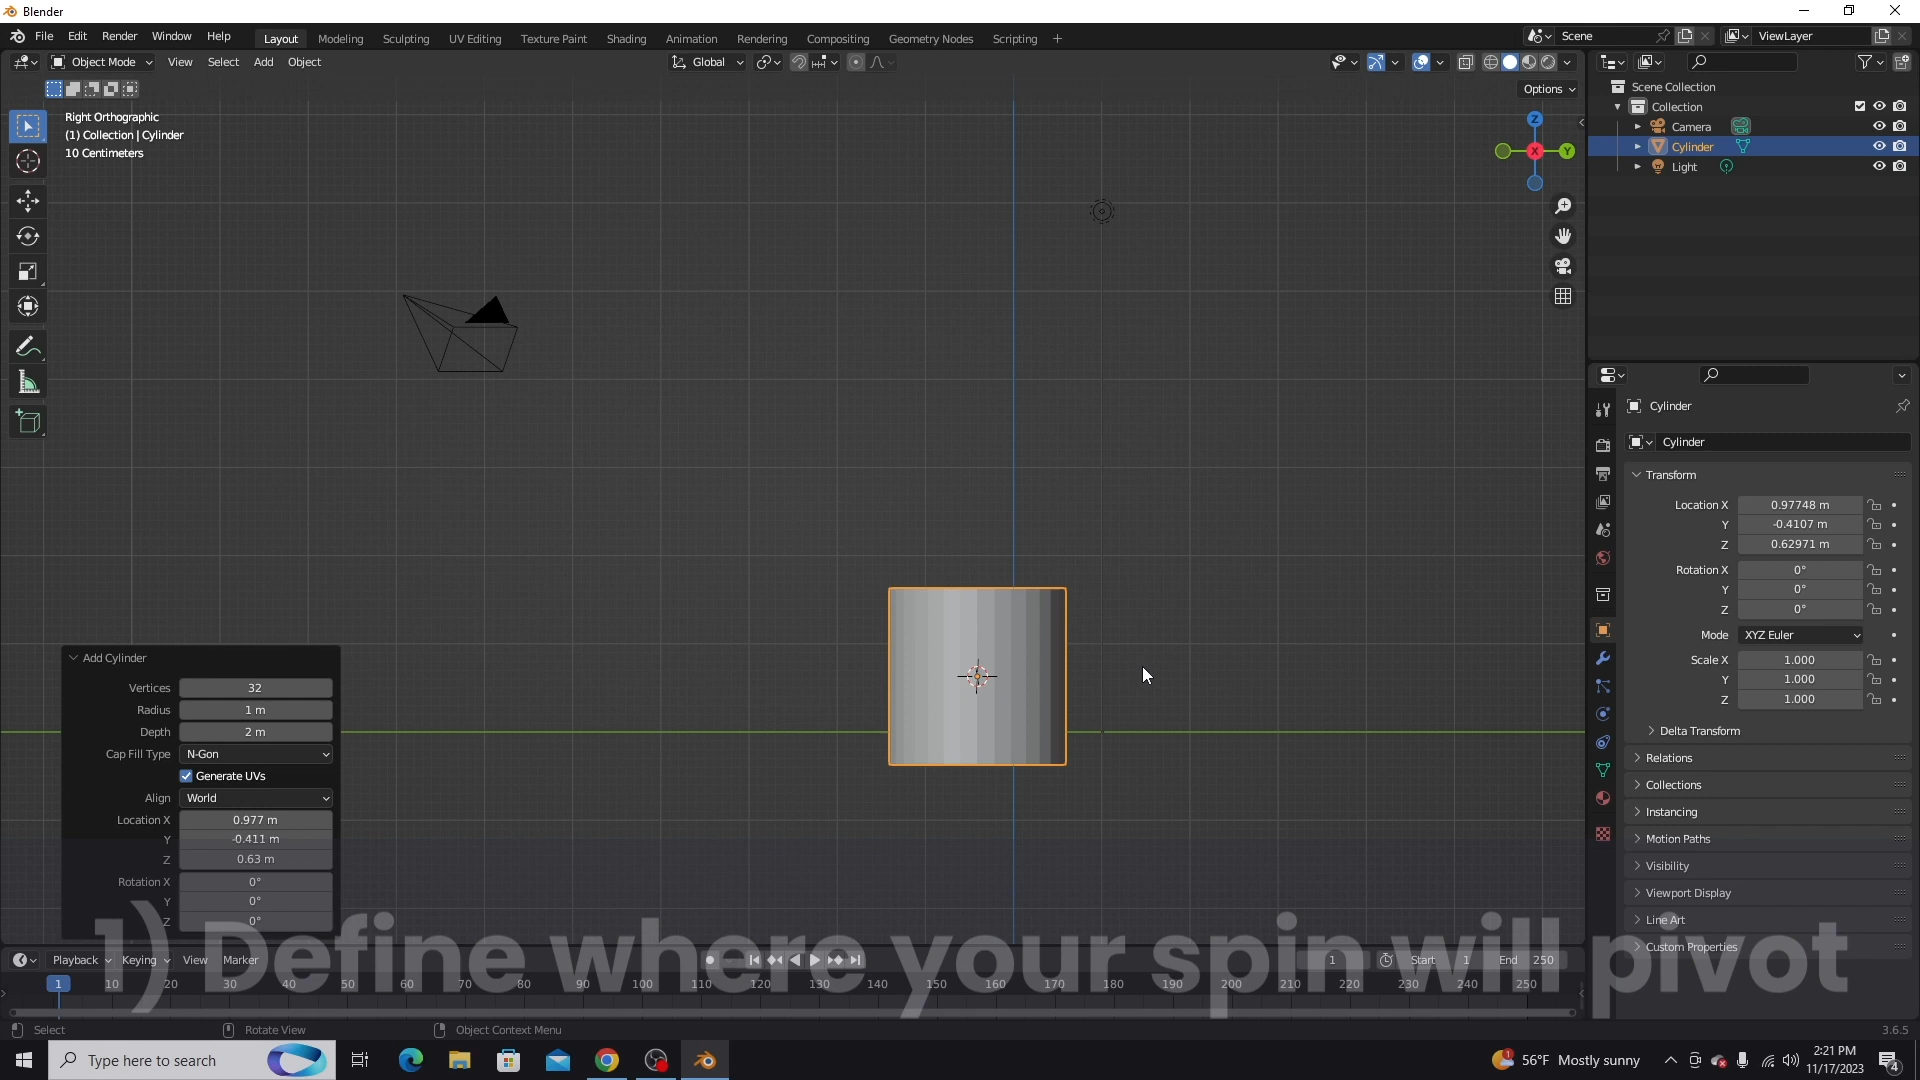 Blender
File Edit Render Window Help Layout Modeling Sculpting UV Editing Texture Paint Shading Animation Rendering Compositing Geometry Nodes Scripting + Scene ViewLayer
Object Mode View Select Add Object Global
Options
Right Orthographic
(1) Collection | Cylinder
10 Centimeters
Z
X
Y
Scene Collection
Collection
Camera
Cylinder
Light
Cylinder
Cylinder
Transform
Location X 0.97748 m
Y -0.4107 m
Z 0.62971 m
Rotation X 0°
Y 0°
Z 0°
Mode XYZ Euler
Scale X 1.000
Y 1.000
Z 1.000
Delta Transform
Relations
Collections
Instancing
Motion Paths
Visibility
Viewport Display
Line Art
Custom Properties
Add Cylinder
Vertices 32
Radius 1 m
Depth 2 m
Cap Fill Type N-Gon
Generate UVs
Align World
Location X 0.977 m
Y -0.411 m
Z 0.63 m
Rotation X 0°
Y 0°
Z 0°
1) Define where your spin will pivot
Playback Keying View Marker 1 Start 1 End 250
1 10 20 30 40 50 60 70 80 90 100 110 120 130 140 150 160 170 180 190 200 210 220 230 240 250
Select Rotate View Object Context Menu 3.6.5
Type here to search
1 56°F Mostly sunny
2:21 PM
11/17/2023
4